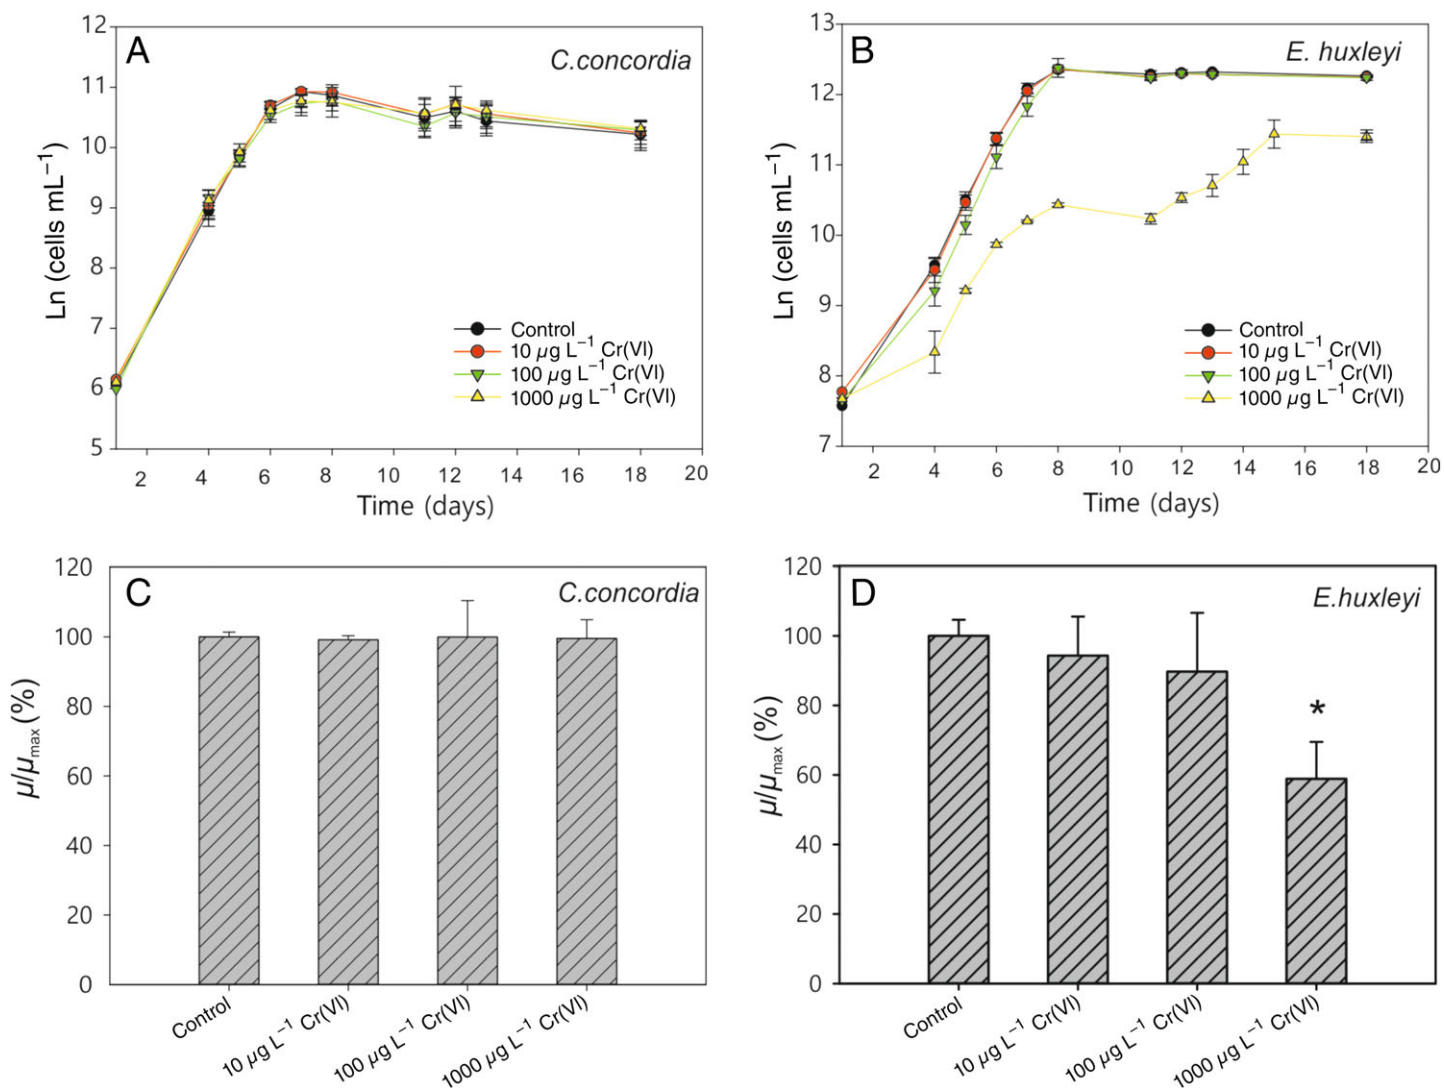 A
C.concordia
12
11
10
9
8
7
6
5
Ln (cells mL⁻¹)
Control
10 µg L⁻¹ Cr(VI)
100 µg L⁻¹ Cr(VI)
1000 µg L⁻¹ Cr(VI)
2 4 6 8 10 12 14 16 18 20
Time (days)
B
E. huxleyi
13
12
11
10
9
8
7
Ln (cells mL⁻¹)
Control
10 µg L⁻¹ Cr(VI)
100 µg L⁻¹ Cr(VI)
1000 µg L⁻¹ Cr(VI)
2 4 6 8 10 12 14 16 18 20
Time (days)
C
C.concordia
120
100
80
60
40
20
0
µ/µmax (%)
Control
10 µg L⁻¹ Cr(VI)
100 µg L⁻¹ Cr(VI)
1000 µg L⁻¹ Cr(VI)
D
E.huxleyi
120
100
80
60
40
20
0
µ/µmax (%)
*
Control
10 µg L⁻¹ Cr(VI)
100 µg L⁻¹ Cr(VI)
1000 µg L⁻¹ Cr(VI)